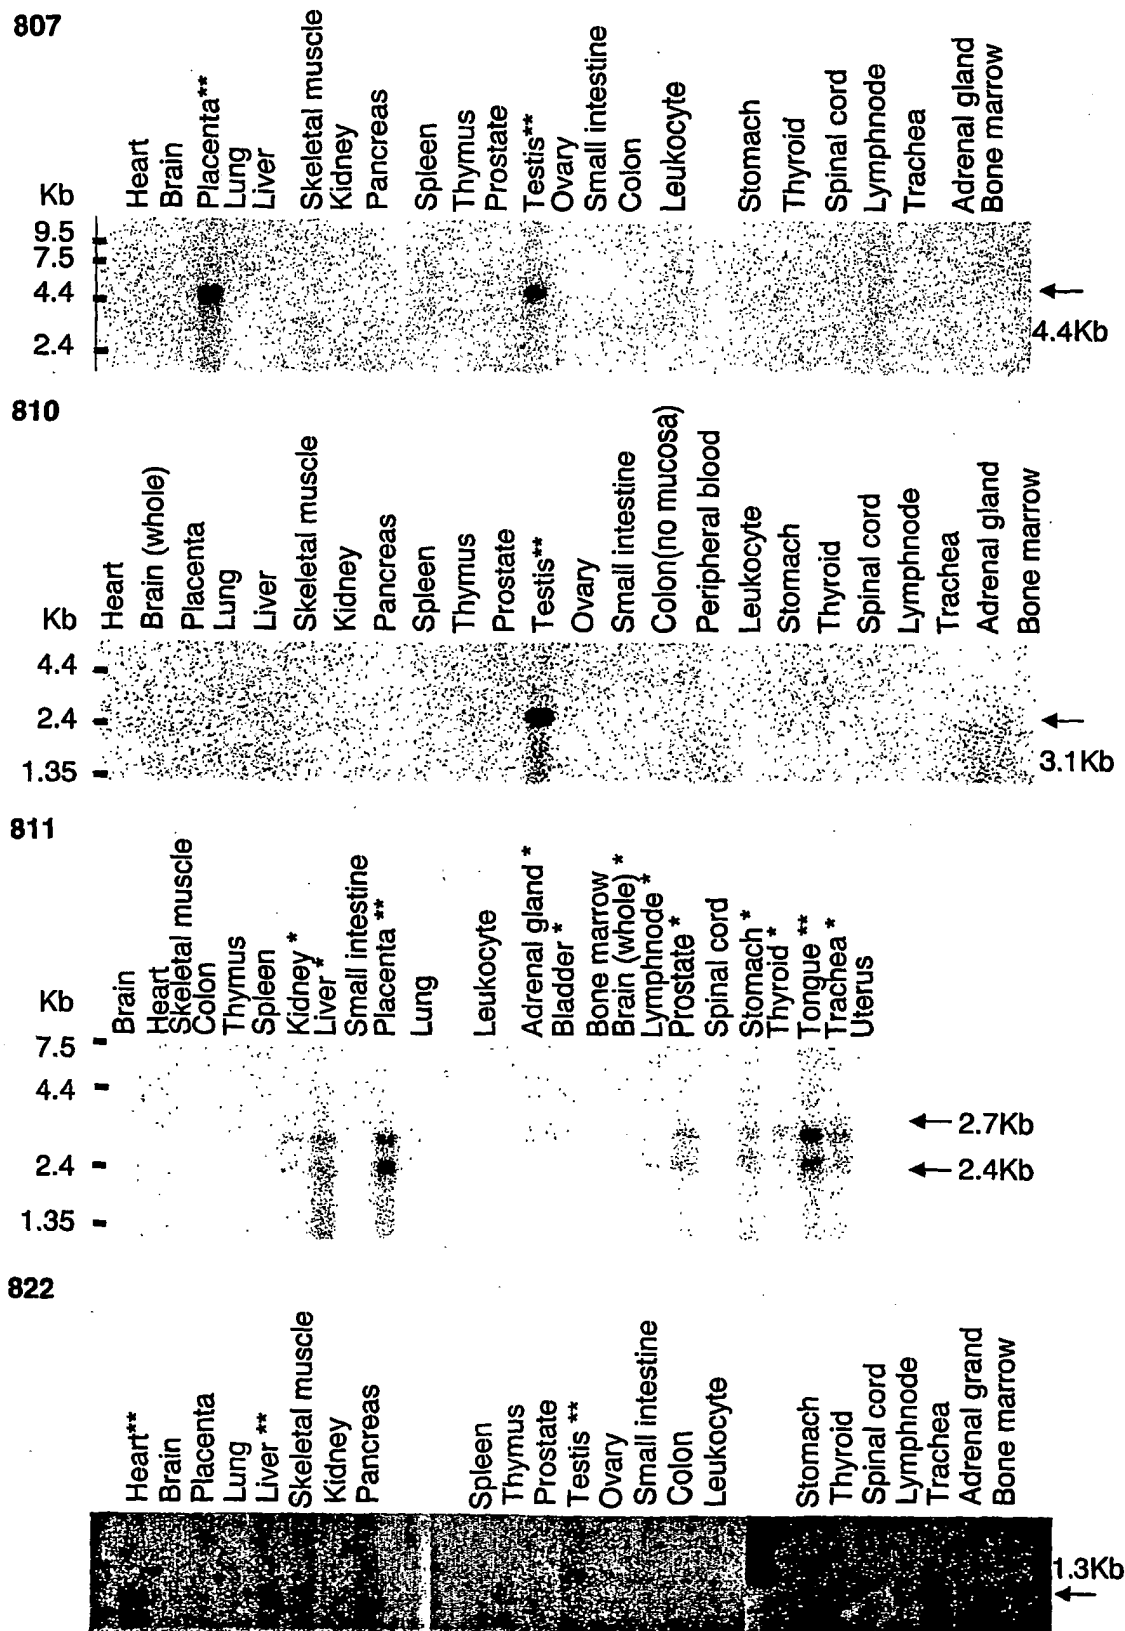 807
Heart
Brain
Placenta**
Lung
Liver
Skeletal muscle
Kidney
Pancreas
Spleen
Thymus
Prostate
Testis**
Ovary
Small intestine
Colon
Leukocyte
Stomach
Thyroid
Spinal cord
Lymphnode
Trachea
Adrenal gland
Bone marrow
Kb
9.5
7.5
4.4
2.4
4.4Kb
810
Heart
Brain (whole)
Placenta
Lung
Liver
Skeletal muscle
Kidney
Pancreas
Spleen
Thymus
Prostate
Testis**
Ovary
Small intestine
Colon(no mucosa)
Peripheral blood
Leukocyte
Stomach
Thyroid
Spinal cord
Lymphnode
Trachea
Adrenal gland
Bone marrow
Kb
4.4
2.4
1.35
3.1Kb
811
Brain
Heart
Skeletal muscle
Colon
Thymus
Spleen
Kidney *
Liver *
Small intestine
Placenta **
Lung
Leukocyte
Adrenal gland *
Bladder *
Bone marrow
Brain (whole) *
Lymphnode *
Prostate *
Spinal cord
Stomach *
Thyroid *
Tongue **
Trachea *
Uterus
Kb
7.5
4.4
2.4
1.35
2.7Kb
2.4Kb
822
Heart**
Brain
Placenta
Lung
Liver **
Skeletal muscle
Kidney
Pancreas
Spleen
Thymus
Prostate
Testis **
Ovary
Small intestine
Colon
Leukocyte
Stomach
Thyroid
Spinal cord
Lymphnode
Trachea
Adrenal grand
Bone marrow
1.3Kb